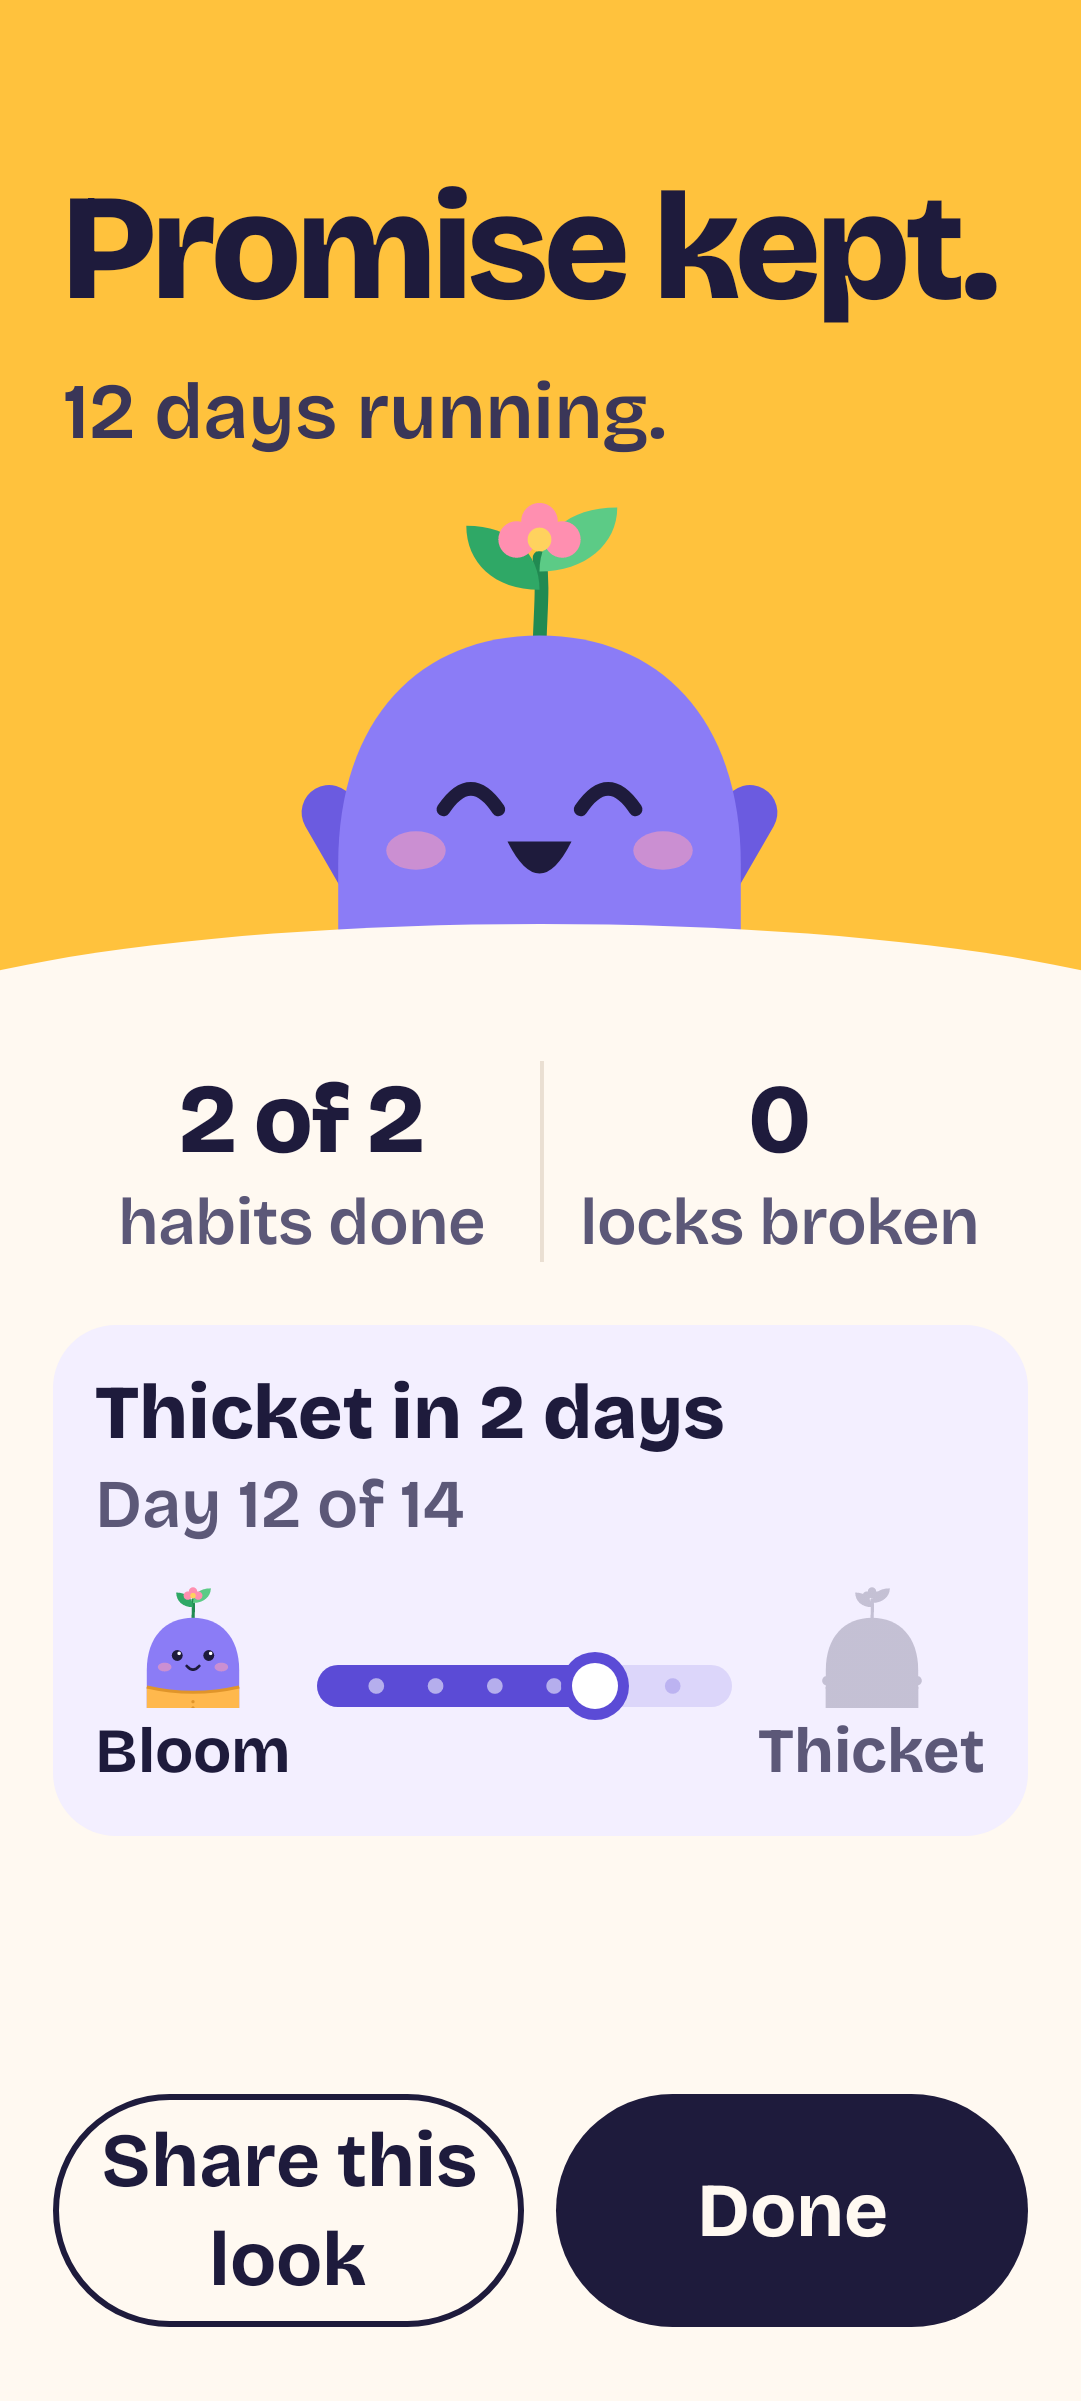 Promise kept.
12 days running.
2 of 2
habits done
0
locks broken
Thicket in 2 days
Day 12 of 14
Bloom
Thicket
Share this
look
Done